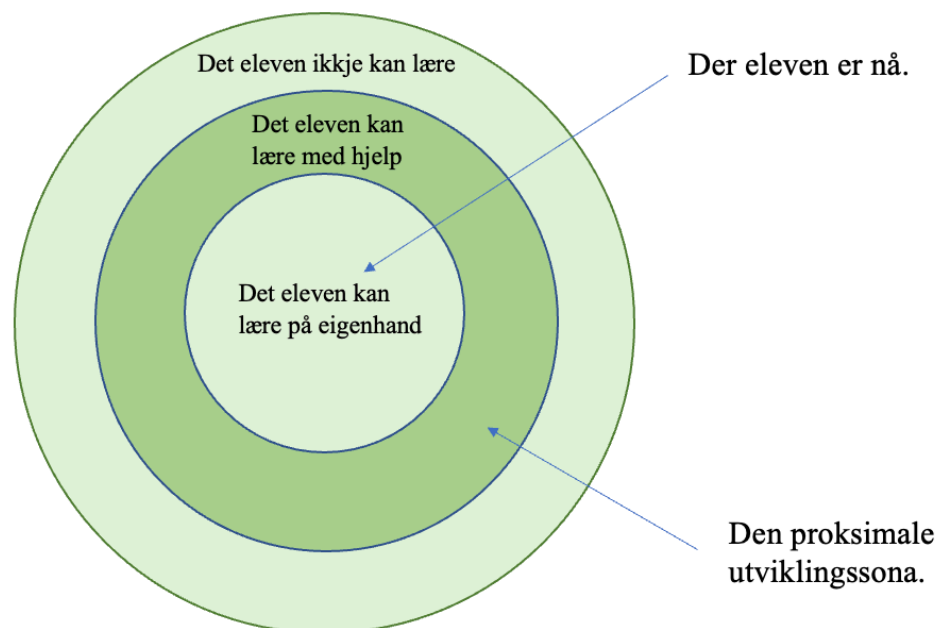 Det eleven ikkje kan lære
Der eleven er nå.
Det eleven kan
lære med hjelp
Det eleven kan
lære på eigenhand
Den proksimale
utviklingssona.